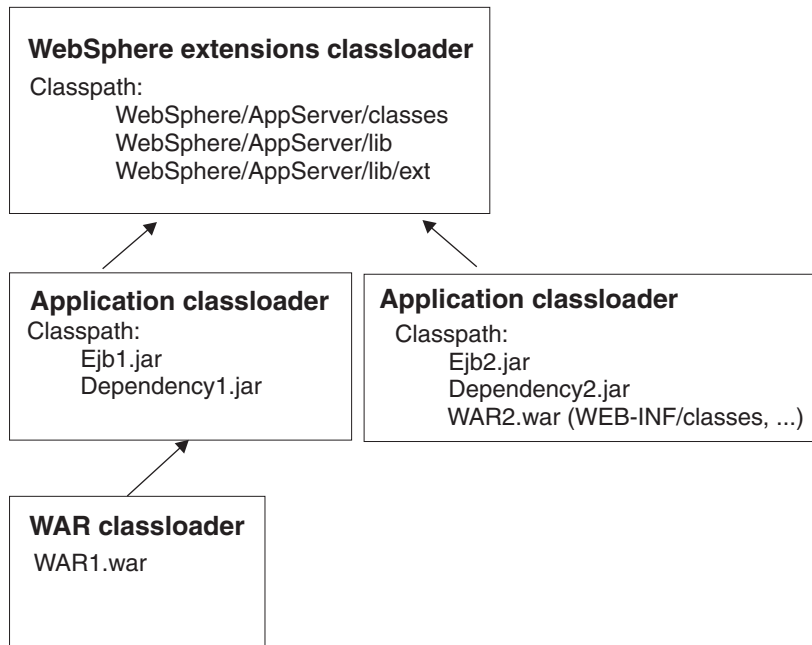 WebSphere extensions classloader
Classpath:
WebSphere/AppServer/classes
WebSphere/AppServer/lib
WebSphere/AppServer/lib/ext
Application classloader
Classpath:
Ejb1.jar
Dependency1.jar
Application classloader
Classpath:
Ejb2.jar
Dependency2.jar
WAR2.war (WEB-INF/classes, ...)
WAR classloader
WAR1.war